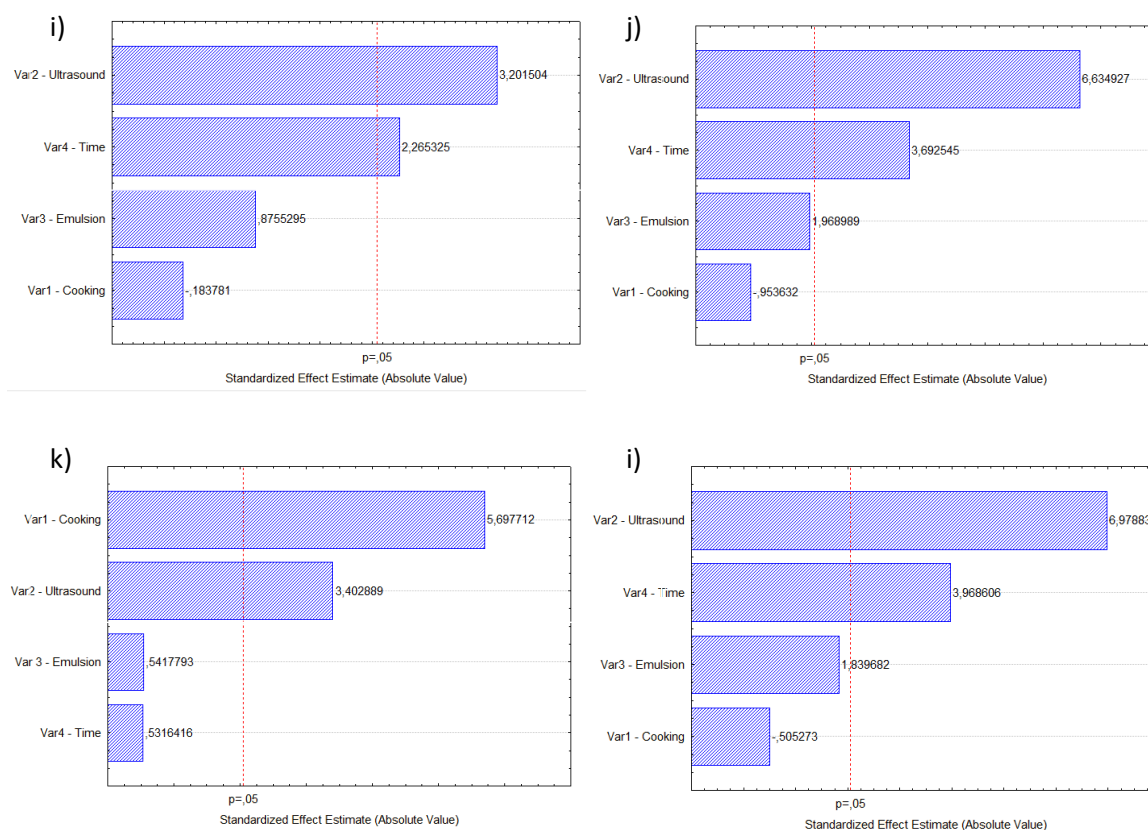 i)
Var2 - Ultrasound
3,201504
Var4 - Time
2,265325
Var3 - Emulsion
,8755295
Var1 - Cooking
-,183781
p=,05
Standardized Effect Estimate (Absolute Value)
j)
Var2 - Ultrasound
6,634927
Var4 - Time
3,692545
Var3 - Emulsion
1,968989
Var1 - Cooking
-,953632
p=,05
Standardized Effect Estimate (Absolute Value)
k)
Var1 - Cooking
5,697712
Var2 - Ultrasound
3,402889
Var 3 - Emulsion
,5417793
Var4 - Time
,5316416
p=,05
Standardized Effect Estimate (Absolute Value)
i)
Var2 - Ultrasound
6,97883
Var4 - Time
3,968606
Var3 - Emulsion
1,839682
Var1 - Cooking
-,505273
p=,05
Standardized Effect Estimate (Absolute Value)